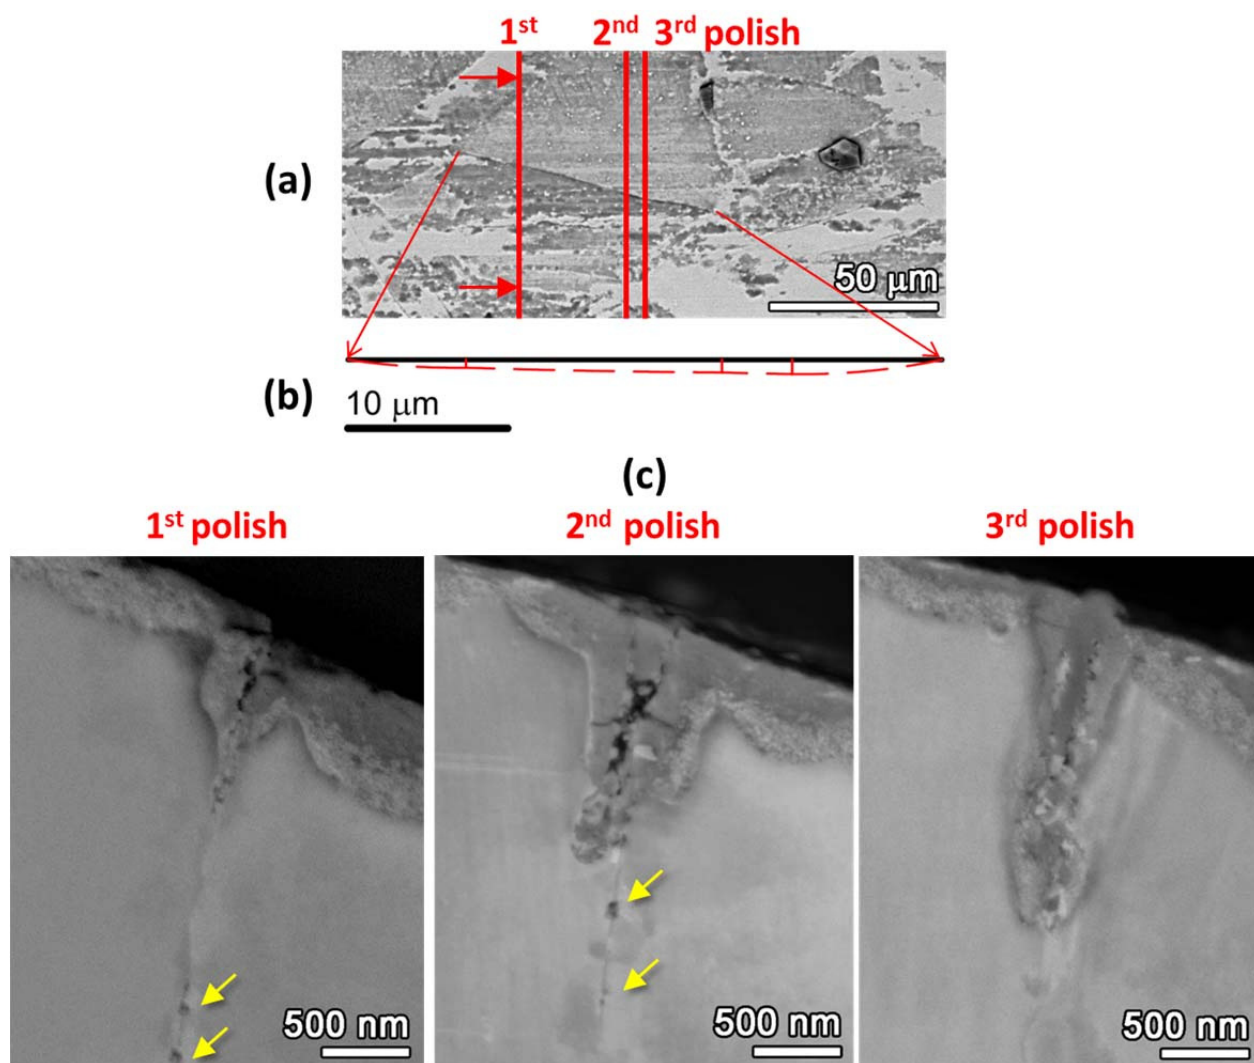 1st 2nd 3rd polish
(a)
50 μm
(b)
10 μm
(c)
1st polish 2nd polish 3rd polish
500 nm 500 nm 500 nm